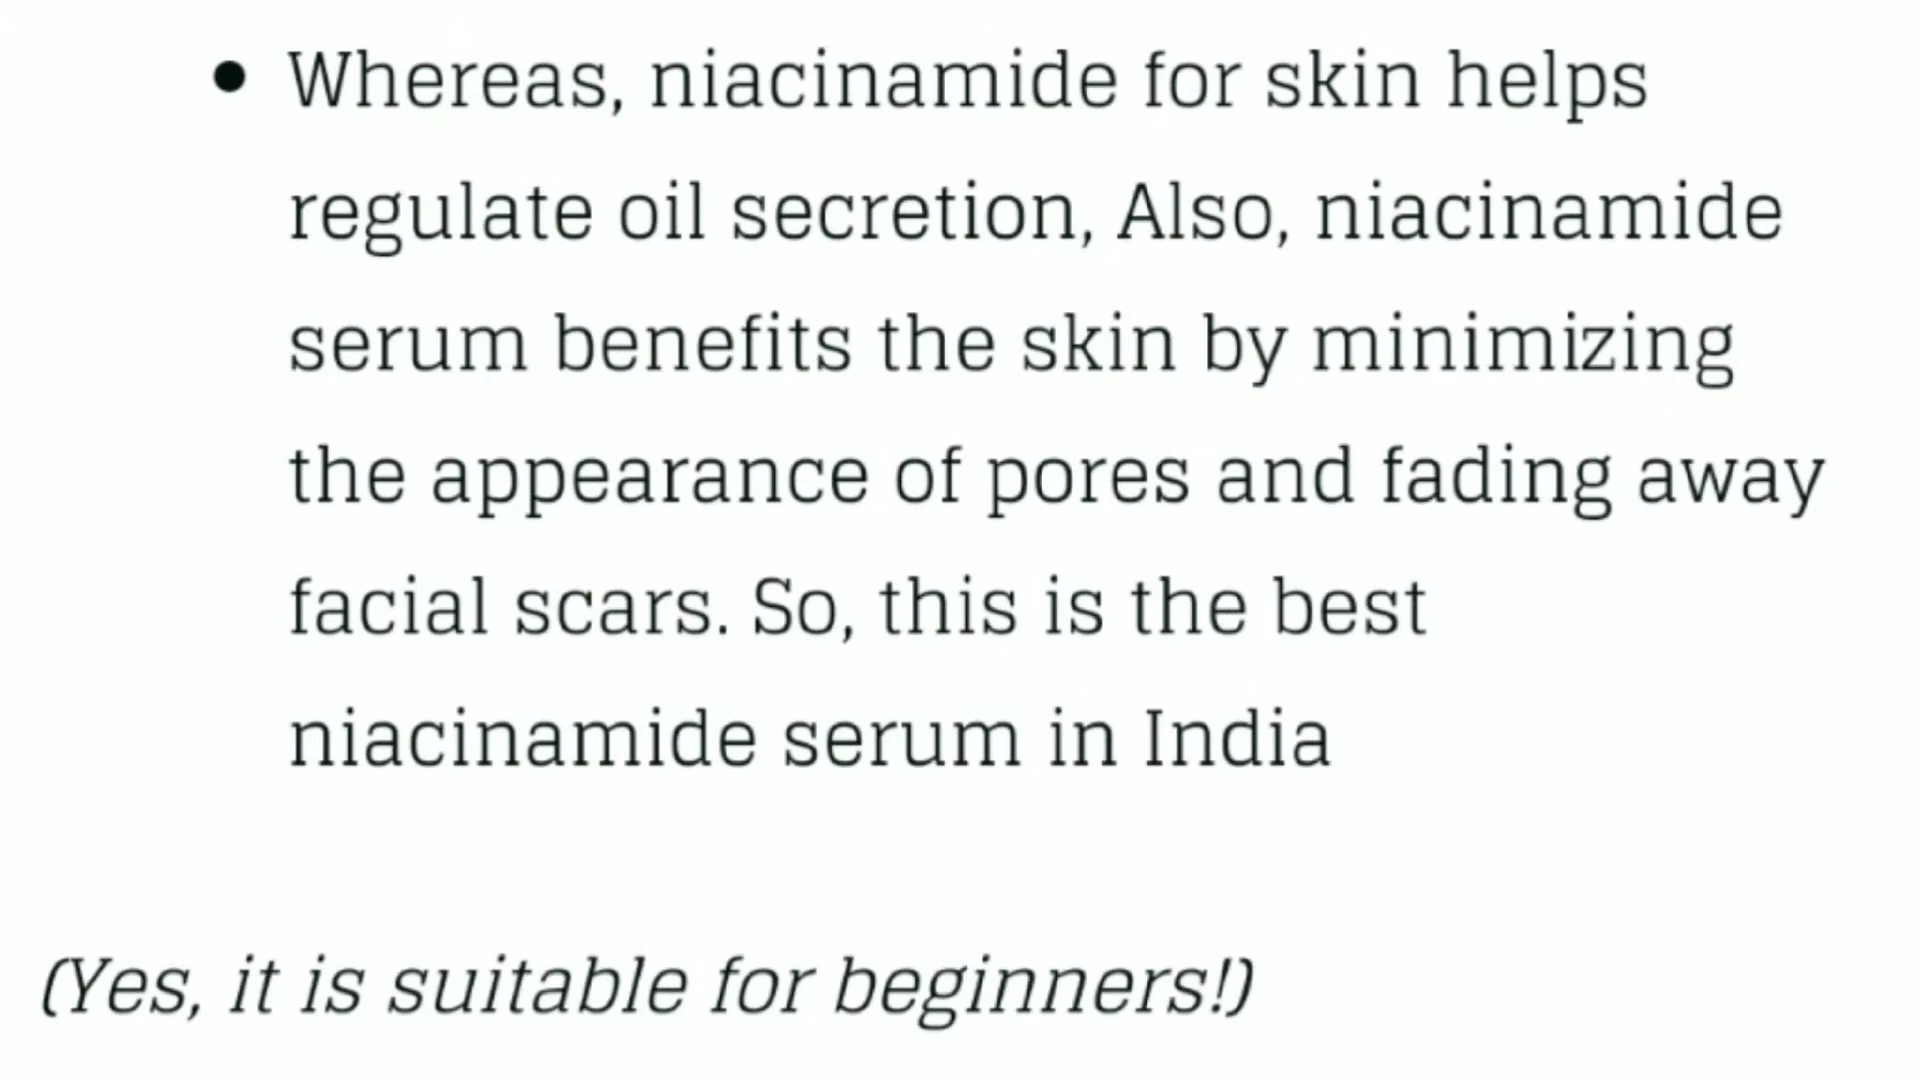 • Whereas, niacinamide for skin helps
regulate oil secretion, Also, niacinamide
serum benefits the skin by minimizing
the appearance of pores and fading away
facial scars. So, this is the best
niacinamide serum in India
(Yes, it is suitable for beginners!)